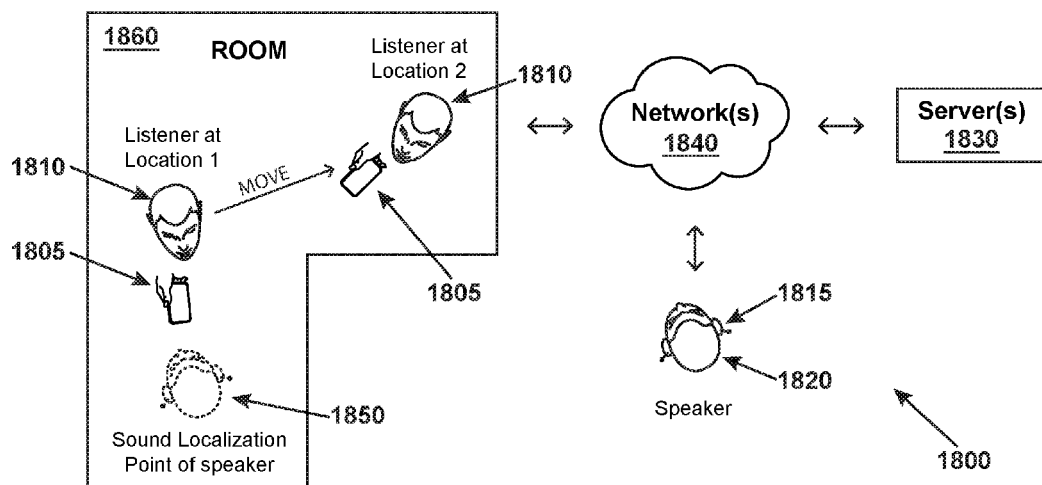 1860
ROOM
Listener at
Location 2
1810
Listener at
Location 1
1810
MOVE
1805
1805
1850
Sound Localization
Point of speaker
Network(s)
1840
Server(s)
1830
1815
1820
Speaker
1800